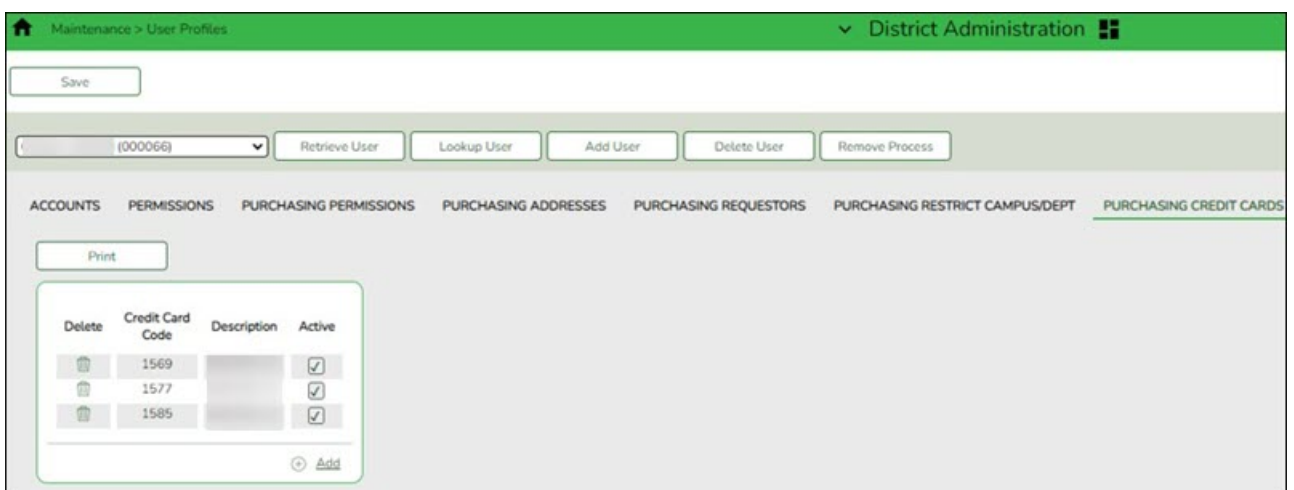 Maintenance > User Profiles
District Administration
Save
(000066)
Retrieve User
Lookup User
Add User
Delete User
Remove Process
ACCOUNTS
PERMISSIONS
PURCHASING PERMISSIONS
PURCHASING ADDRESSES
PURCHASING REQUESTORS
PURCHASING RESTRICT CAMPUS/DEPT
PURCHASING CREDIT CARDS
Print
Delete
Credit Card
Code
Description
Active
1569
1577
1585
Add